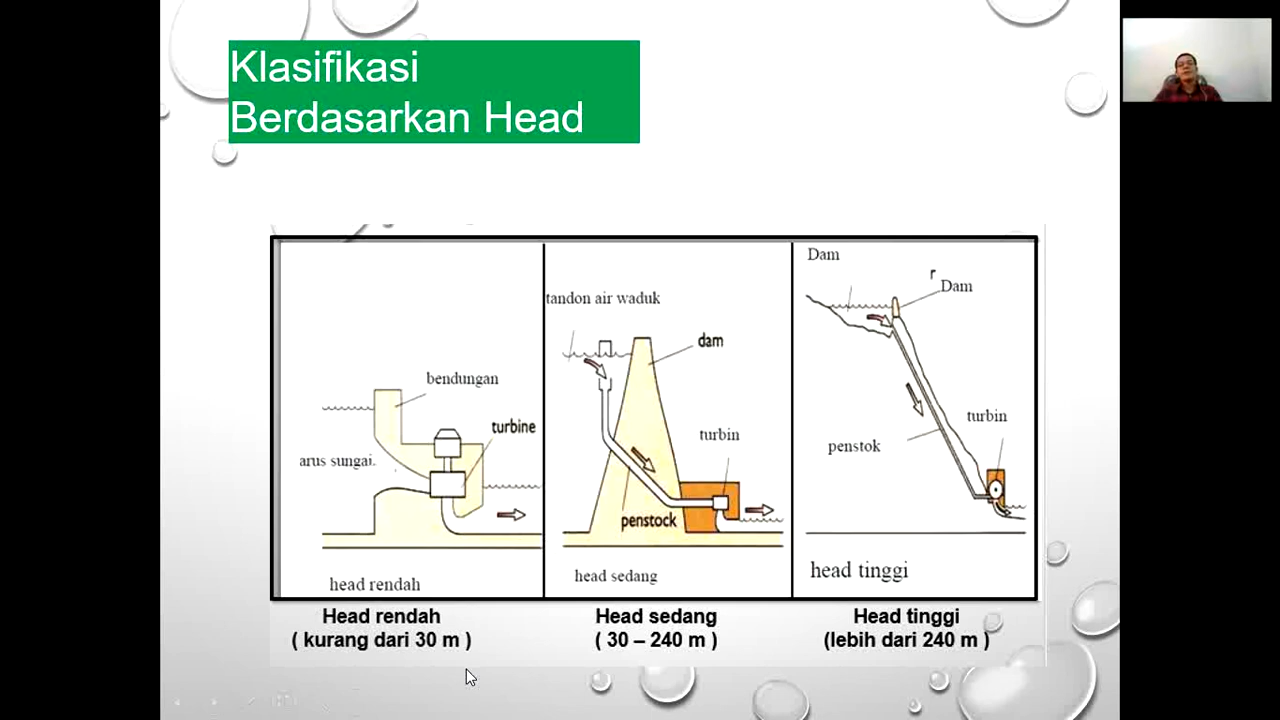 Klasifikasi
Berdasarkan Head
bendungan
turbine
arus sungai.
head rendah
tandon air waduk
dam
turbin
penstock
head sedang
Dam
r
Dam
turbin
penstok
head tinggi
Head rendah
( kurang dari 30 m )
Head sedang
( 30 – 240 m )
Head tinggi
(lebih dari 240 m )